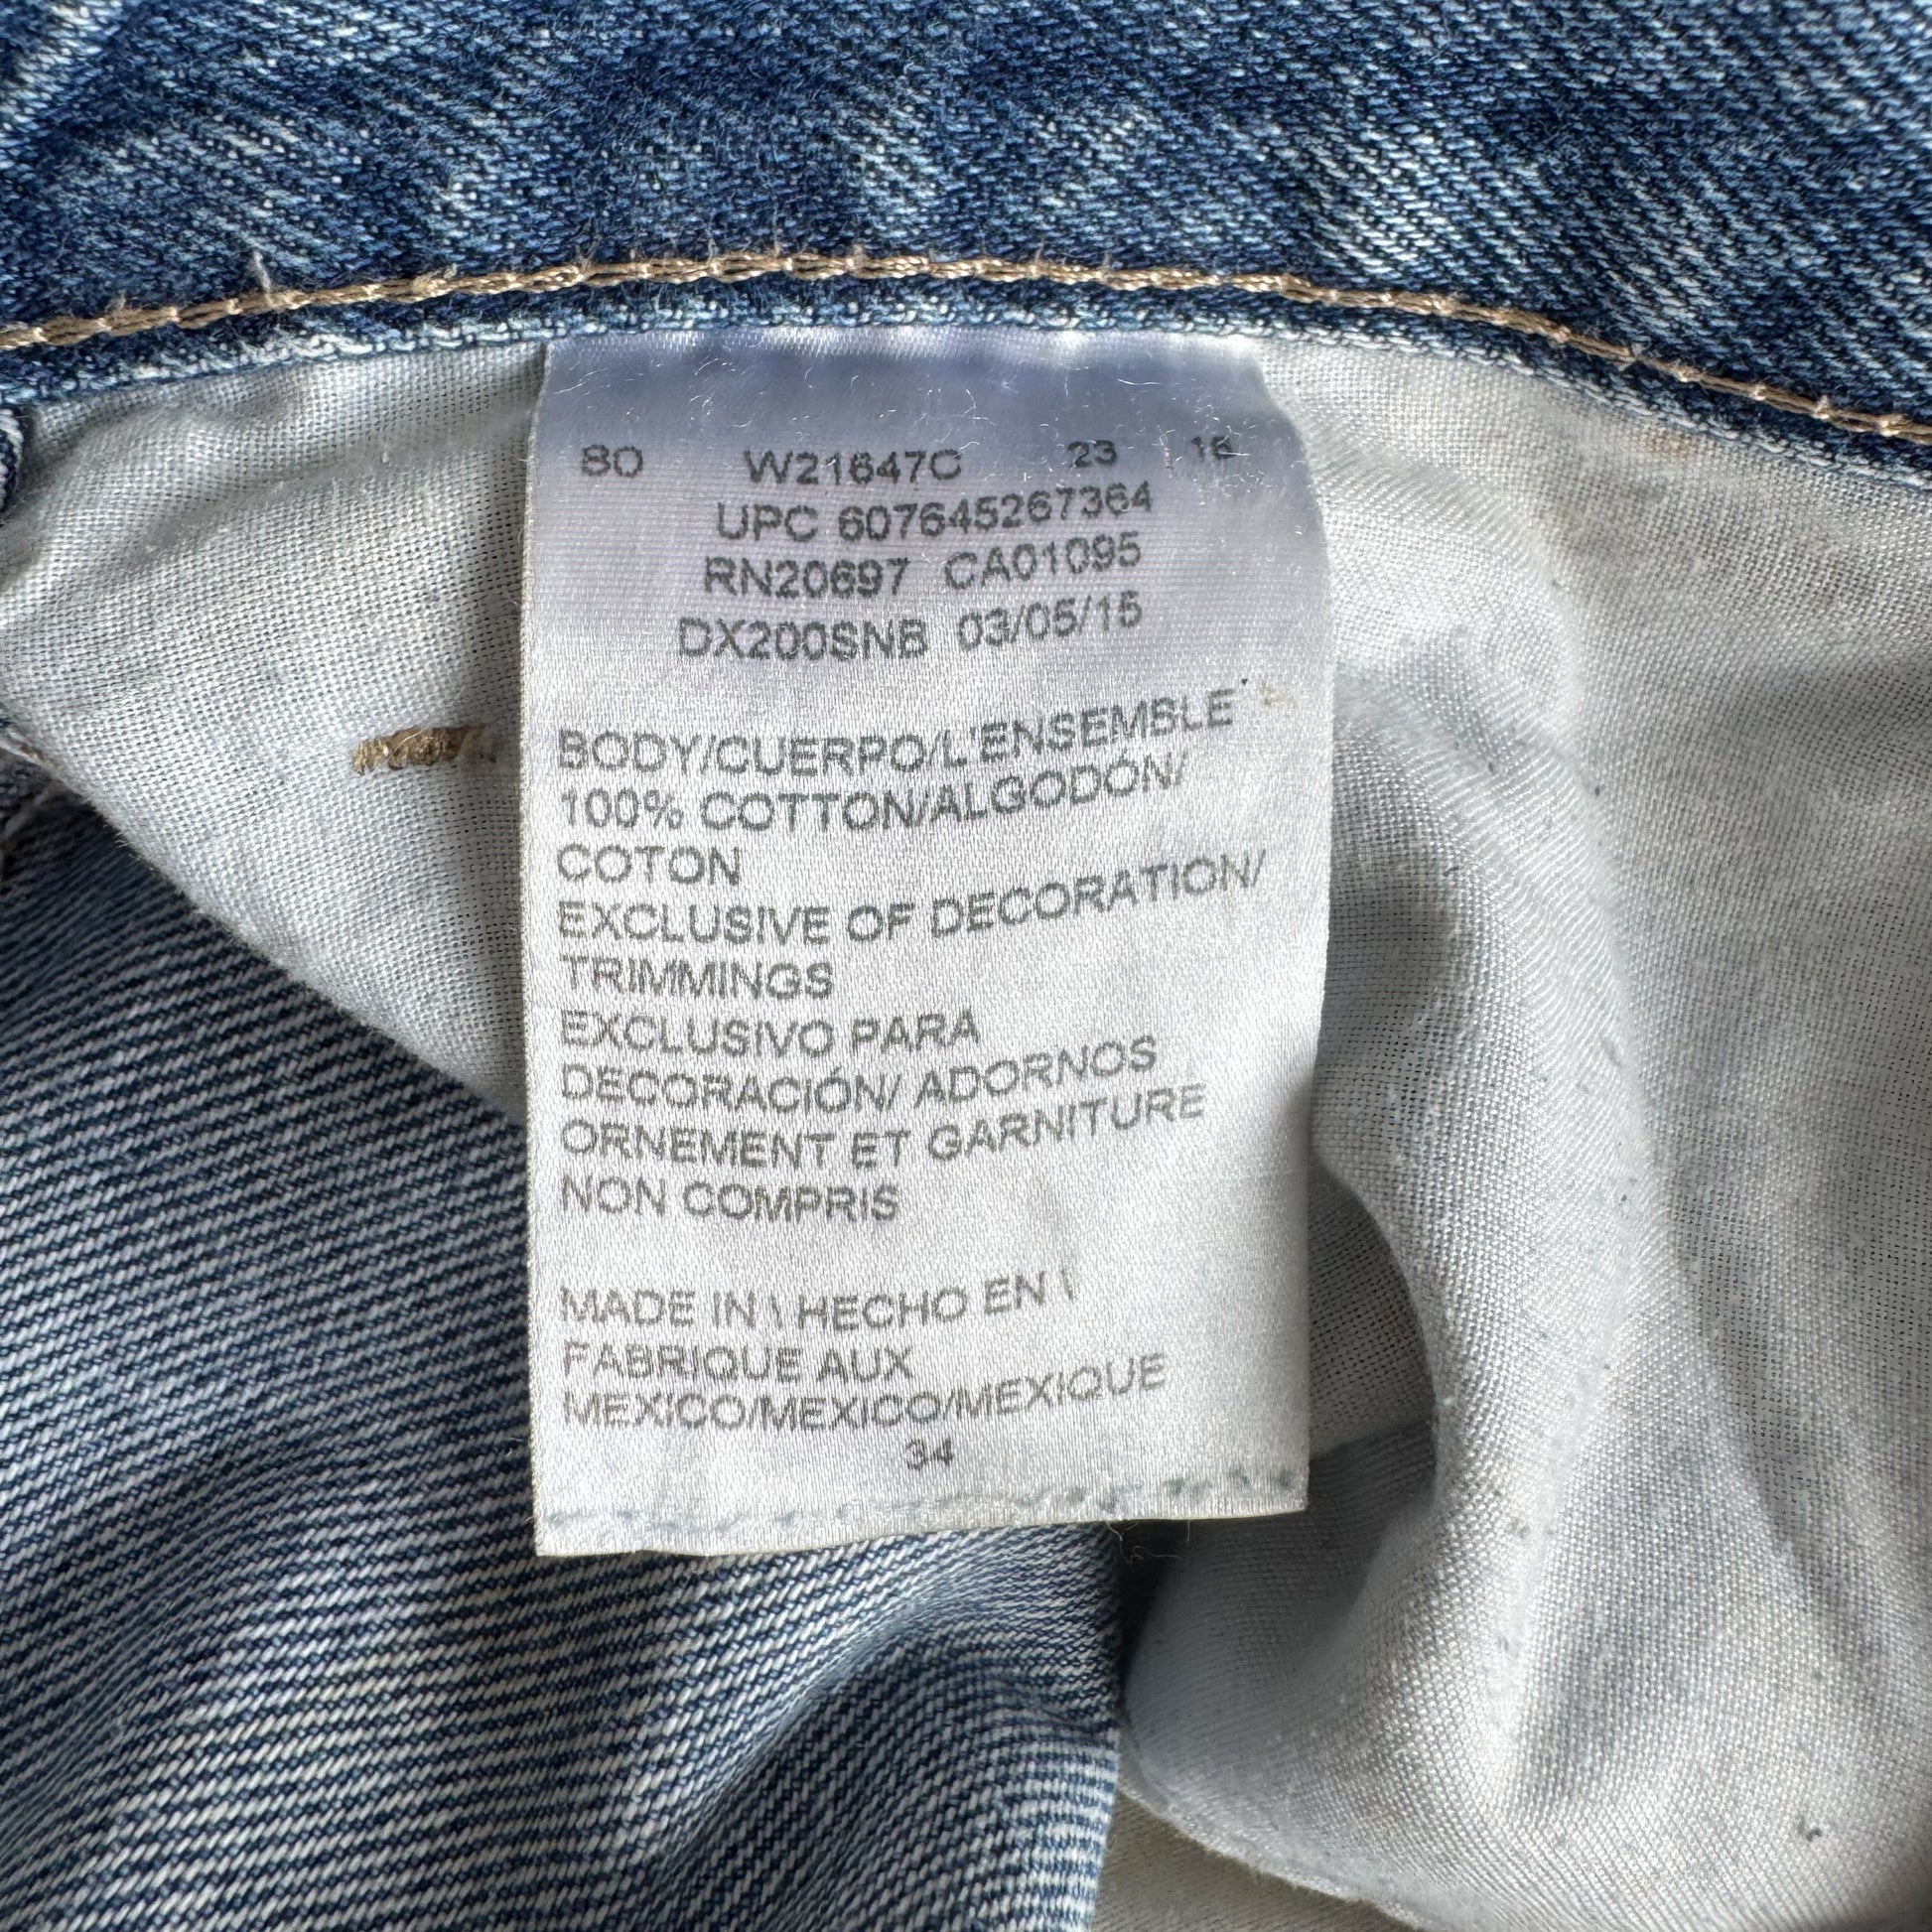 80 W21647C 23 | 18
UPC 607645267364
RN20697 CA01095
DX200SNB 03/05/15
BODY/CUERPO/L'ENSEMBLE
100% COTTON/ALGODÓN/
COTON
EXCLUSIVE OF DECORATION/
TRIMMINGS
EXCLUSIVO PARA
DECORACIÓN/ ADORNOS
ORNEMENT ET GARNITURE
NON COMPRIS
MADE IN \ HECHO EN \
FABRIQUE AUX
MEXICO/MEXICO/MEXIQUE
34